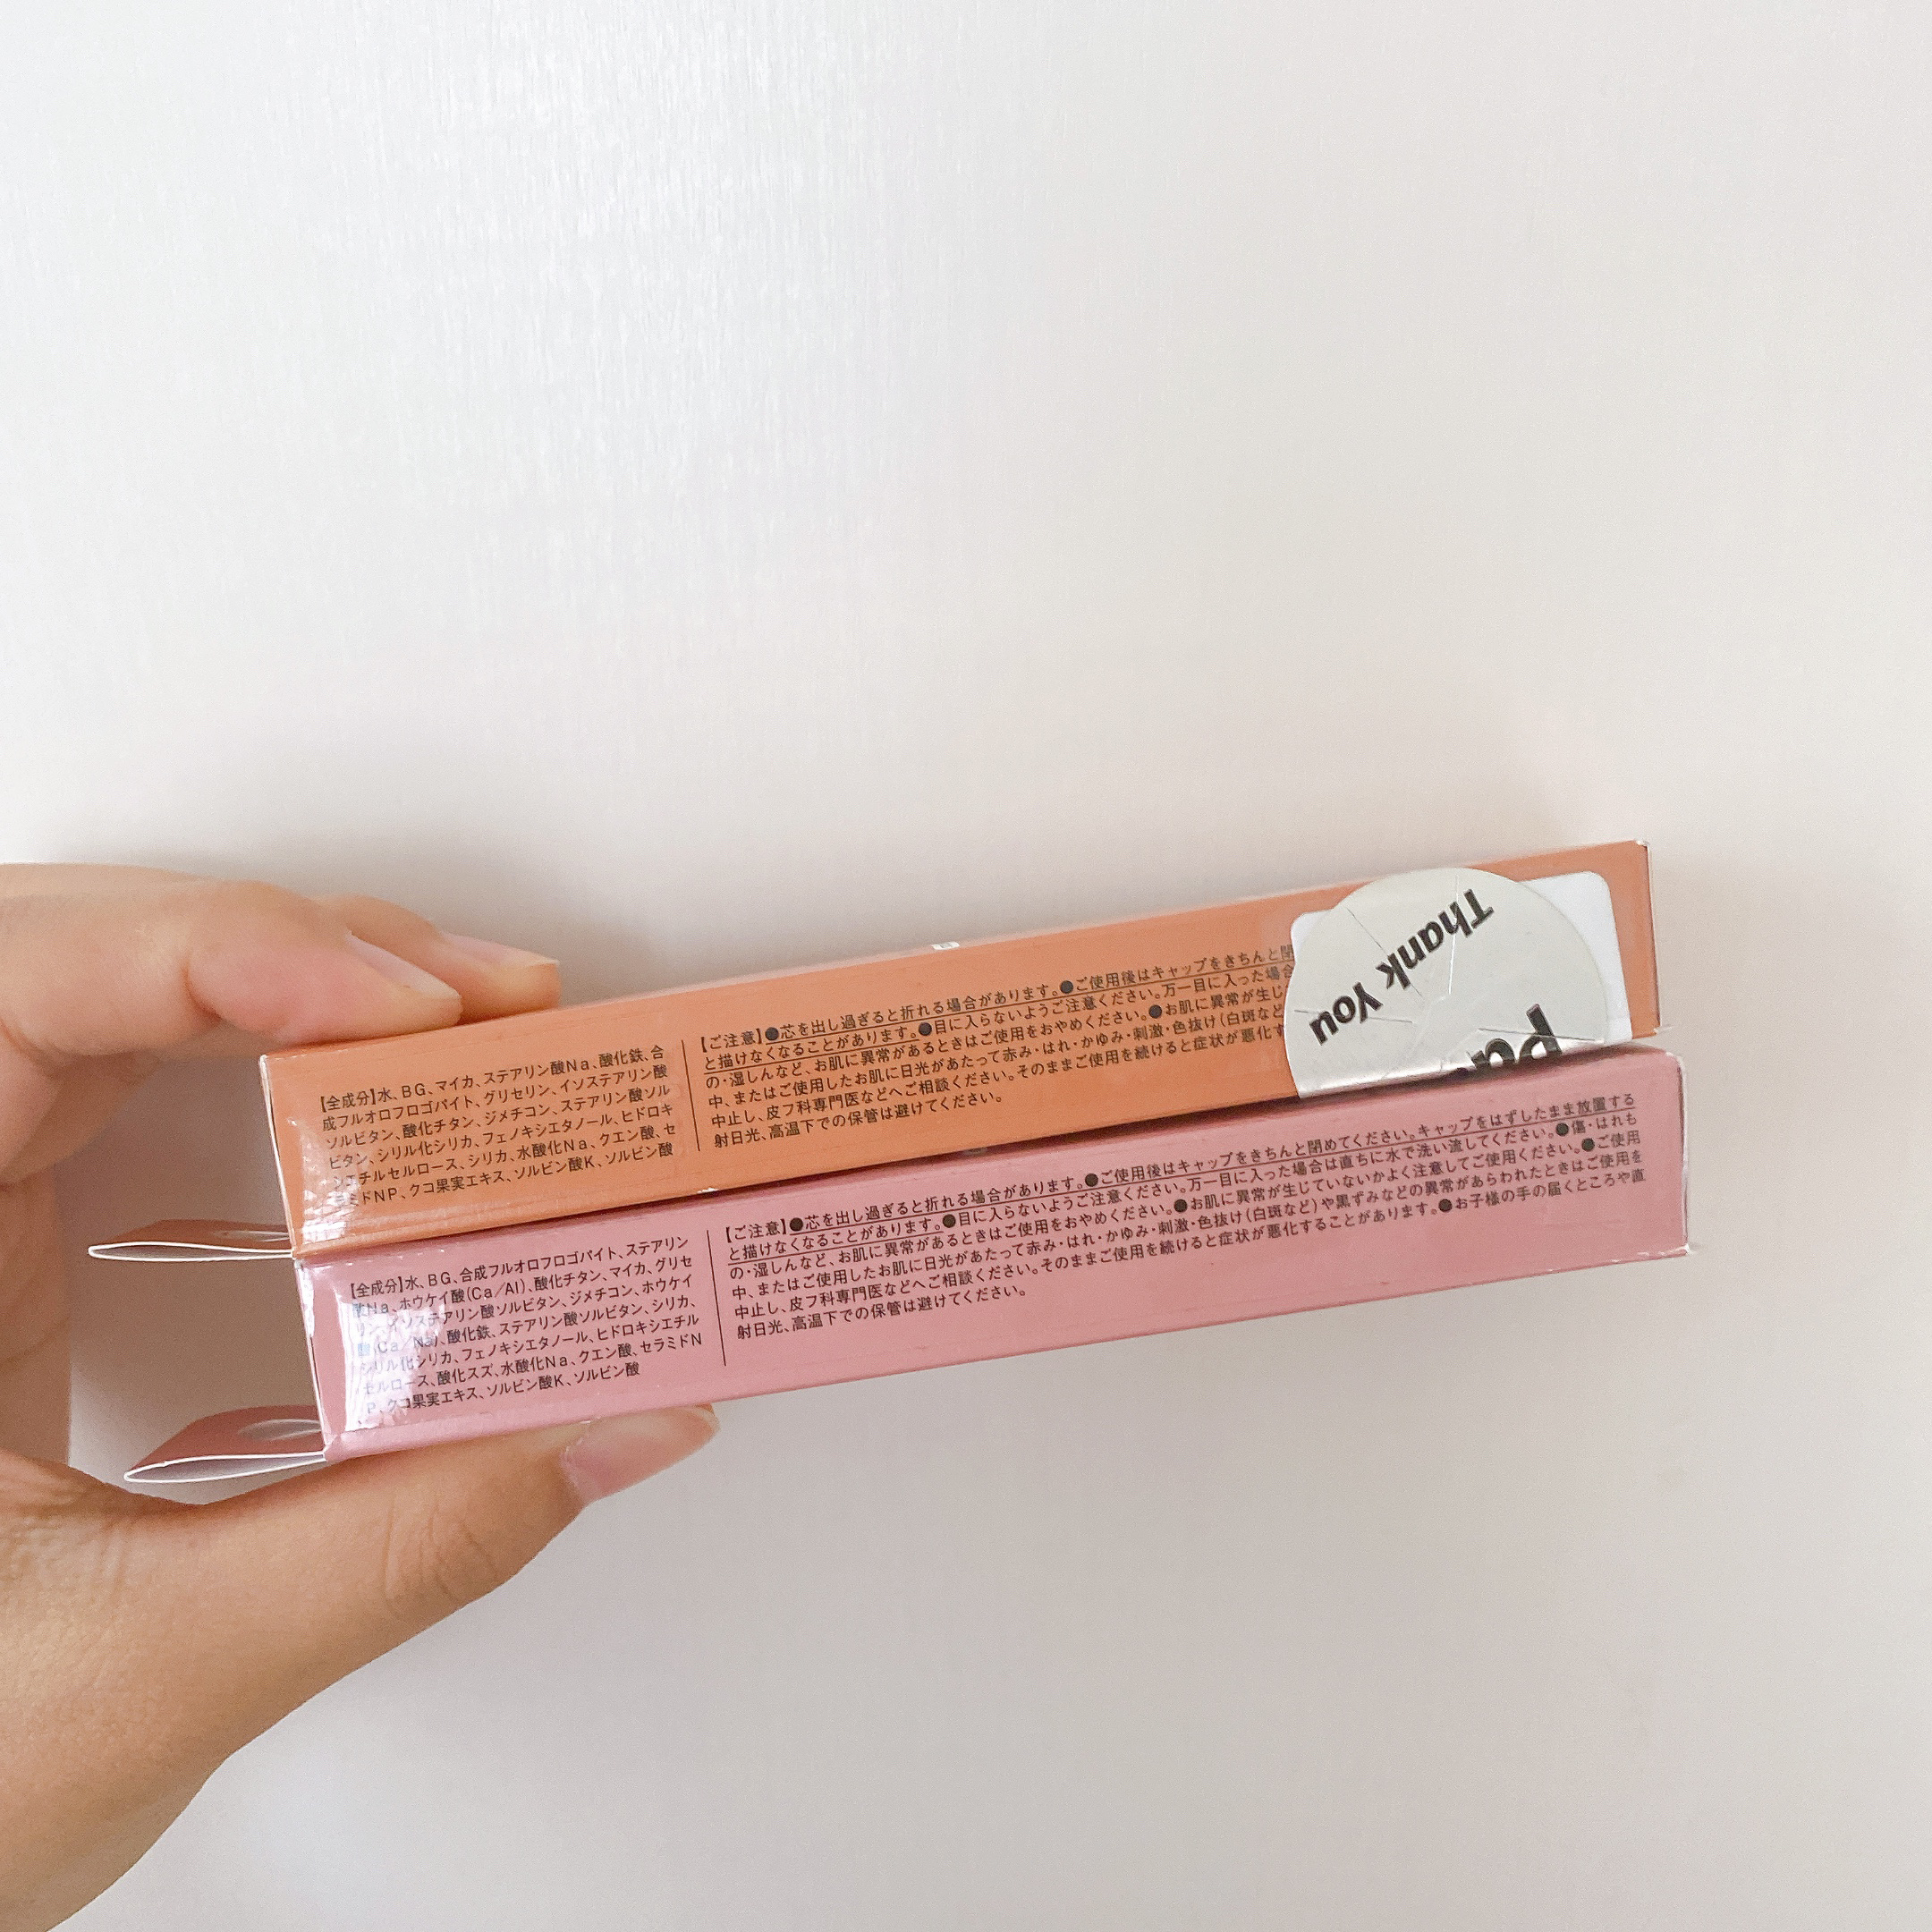 【全成分】水、BG、マイカ、ステアリン酸Na、酸化鉄、合
成フルオロフロゴパイト、グリセリン、イソステアリン酸
ソルビタン、酸化チタン、ジメチコン、ステアリン酸ソル
ビタン、シリル化シリカ、フェノキシエタノール、ヒドロキ
シエチルセルロース、シリカ、水酸化Na、クエン酸、セ
ラミドNP、クコ果実エキス、ソルビン酸K、ソルビン酸
【ご注意】●芯を出し過ぎると折れる場合があります。●ご使用後はキャップをきちんと閉
と描けなくなることがあります。●目に入らないようご注意ください。万一目に入った場合
の・湿しんなど、お肌に異常があるときはご使用をおやめください。●お肌に異常が生じ
中、またはご使用したお肌に日光があたって赤み・はれ・かゆみ・刺激・色抜け(白斑など
中止し、皮フ科専門医などへご相談ください。そのままご使用を続けると症状が悪化す
射日光、高温下での保管は避けてください。
Thank You
【全成分】水、BG、合成フルオロフロゴパイト、ステアリン
酸Na、ホウケイ酸(Ca/Al)、酸化チタン、マイカ、グリセ
リン、イソステアリン酸ソルビタン、ジメチコン、ホウケイ
酸(Ca/Na)、酸化鉄、ステアリン酸ソルビタン、シリカ、
シリル化シリカ、フェノキシエタノール、ヒドロキシエチル
セルロース、酸化スズ、水酸化Na、クエン酸、セラミドN
P、クコ果実エキス、ソルビン酸K、ソルビン酸
【ご注意】●芯を出し過ぎると折れる場合があります。●ご使用後はキャップをきちんと閉めてください。キャップをはずしたまま放置する
と描けなくなることがあります。●目に入らないようご注意ください。万一目に入った場合は直ちに水で洗い流してください。●傷・はれも
の・湿しんなど、お肌に異常があるときはご使用をおやめください。●お肌に異常が生じていないかよく注意してご使用ください。●ご使用
中、またはご使用したお肌に日光があたって赤み・はれ・かゆみ・刺激・色抜け(白斑など)や黒ずみなどの異常があらわれたときはご使用を
中止し、皮フ科専門医などへご相談ください。そのままご使用を続けると症状が悪化することがあります。●お子様の手の届くところや直
射日光、高温下での保管は避けてください。